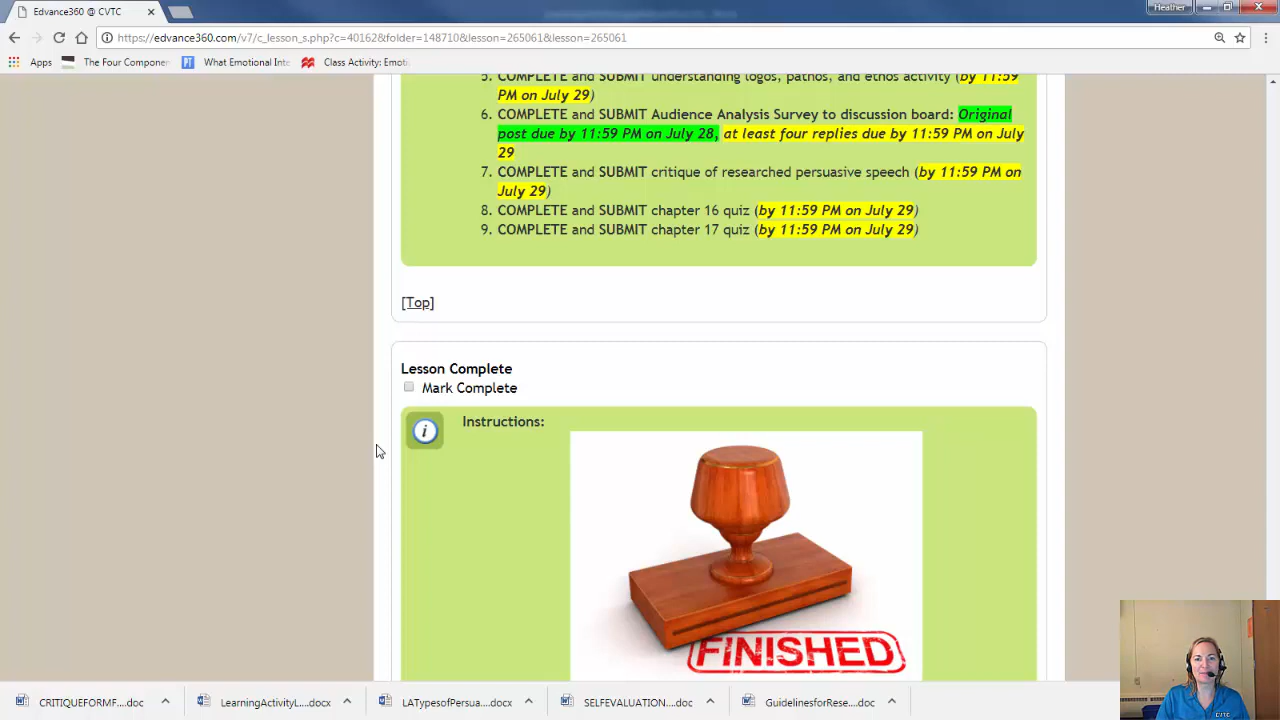 Edvance360 @ CVTC
Heather
https://edvance360.com/v7/c_lesson_s.php?c=40162&folder=148710&lesson=265061&lesson=265061
Apps The Four Componen What Emotional Inte Class Activity: Emoti
5. COMPLETE and SUBMIT understanding logos, pathos, and ethos activity (by 11:59
PM on July 29)
6. COMPLETE and SUBMIT Audience Analysis Survey to discussion board: Original
post due by 11:59 PM on July 28, at least four replies due by 11:59 PM on July
29
7. COMPLETE and SUBMIT critique of researched persuasive speech (by 11:59 PM on
July 29)
8. COMPLETE and SUBMIT chapter 16 quiz (by 11:59 PM on July 29)
9. COMPLETE and SUBMIT chapter 17 quiz (by 11:59 PM on July 29)
[Top]
Lesson Complete
Mark Complete
i
Instructions:
FINISHED
CVTC
CRITIQUEFORMF....doc LearningActivityL....docx LATypesofPersua....docx SELFEVALUATION....doc GuidelinesforRese....doc